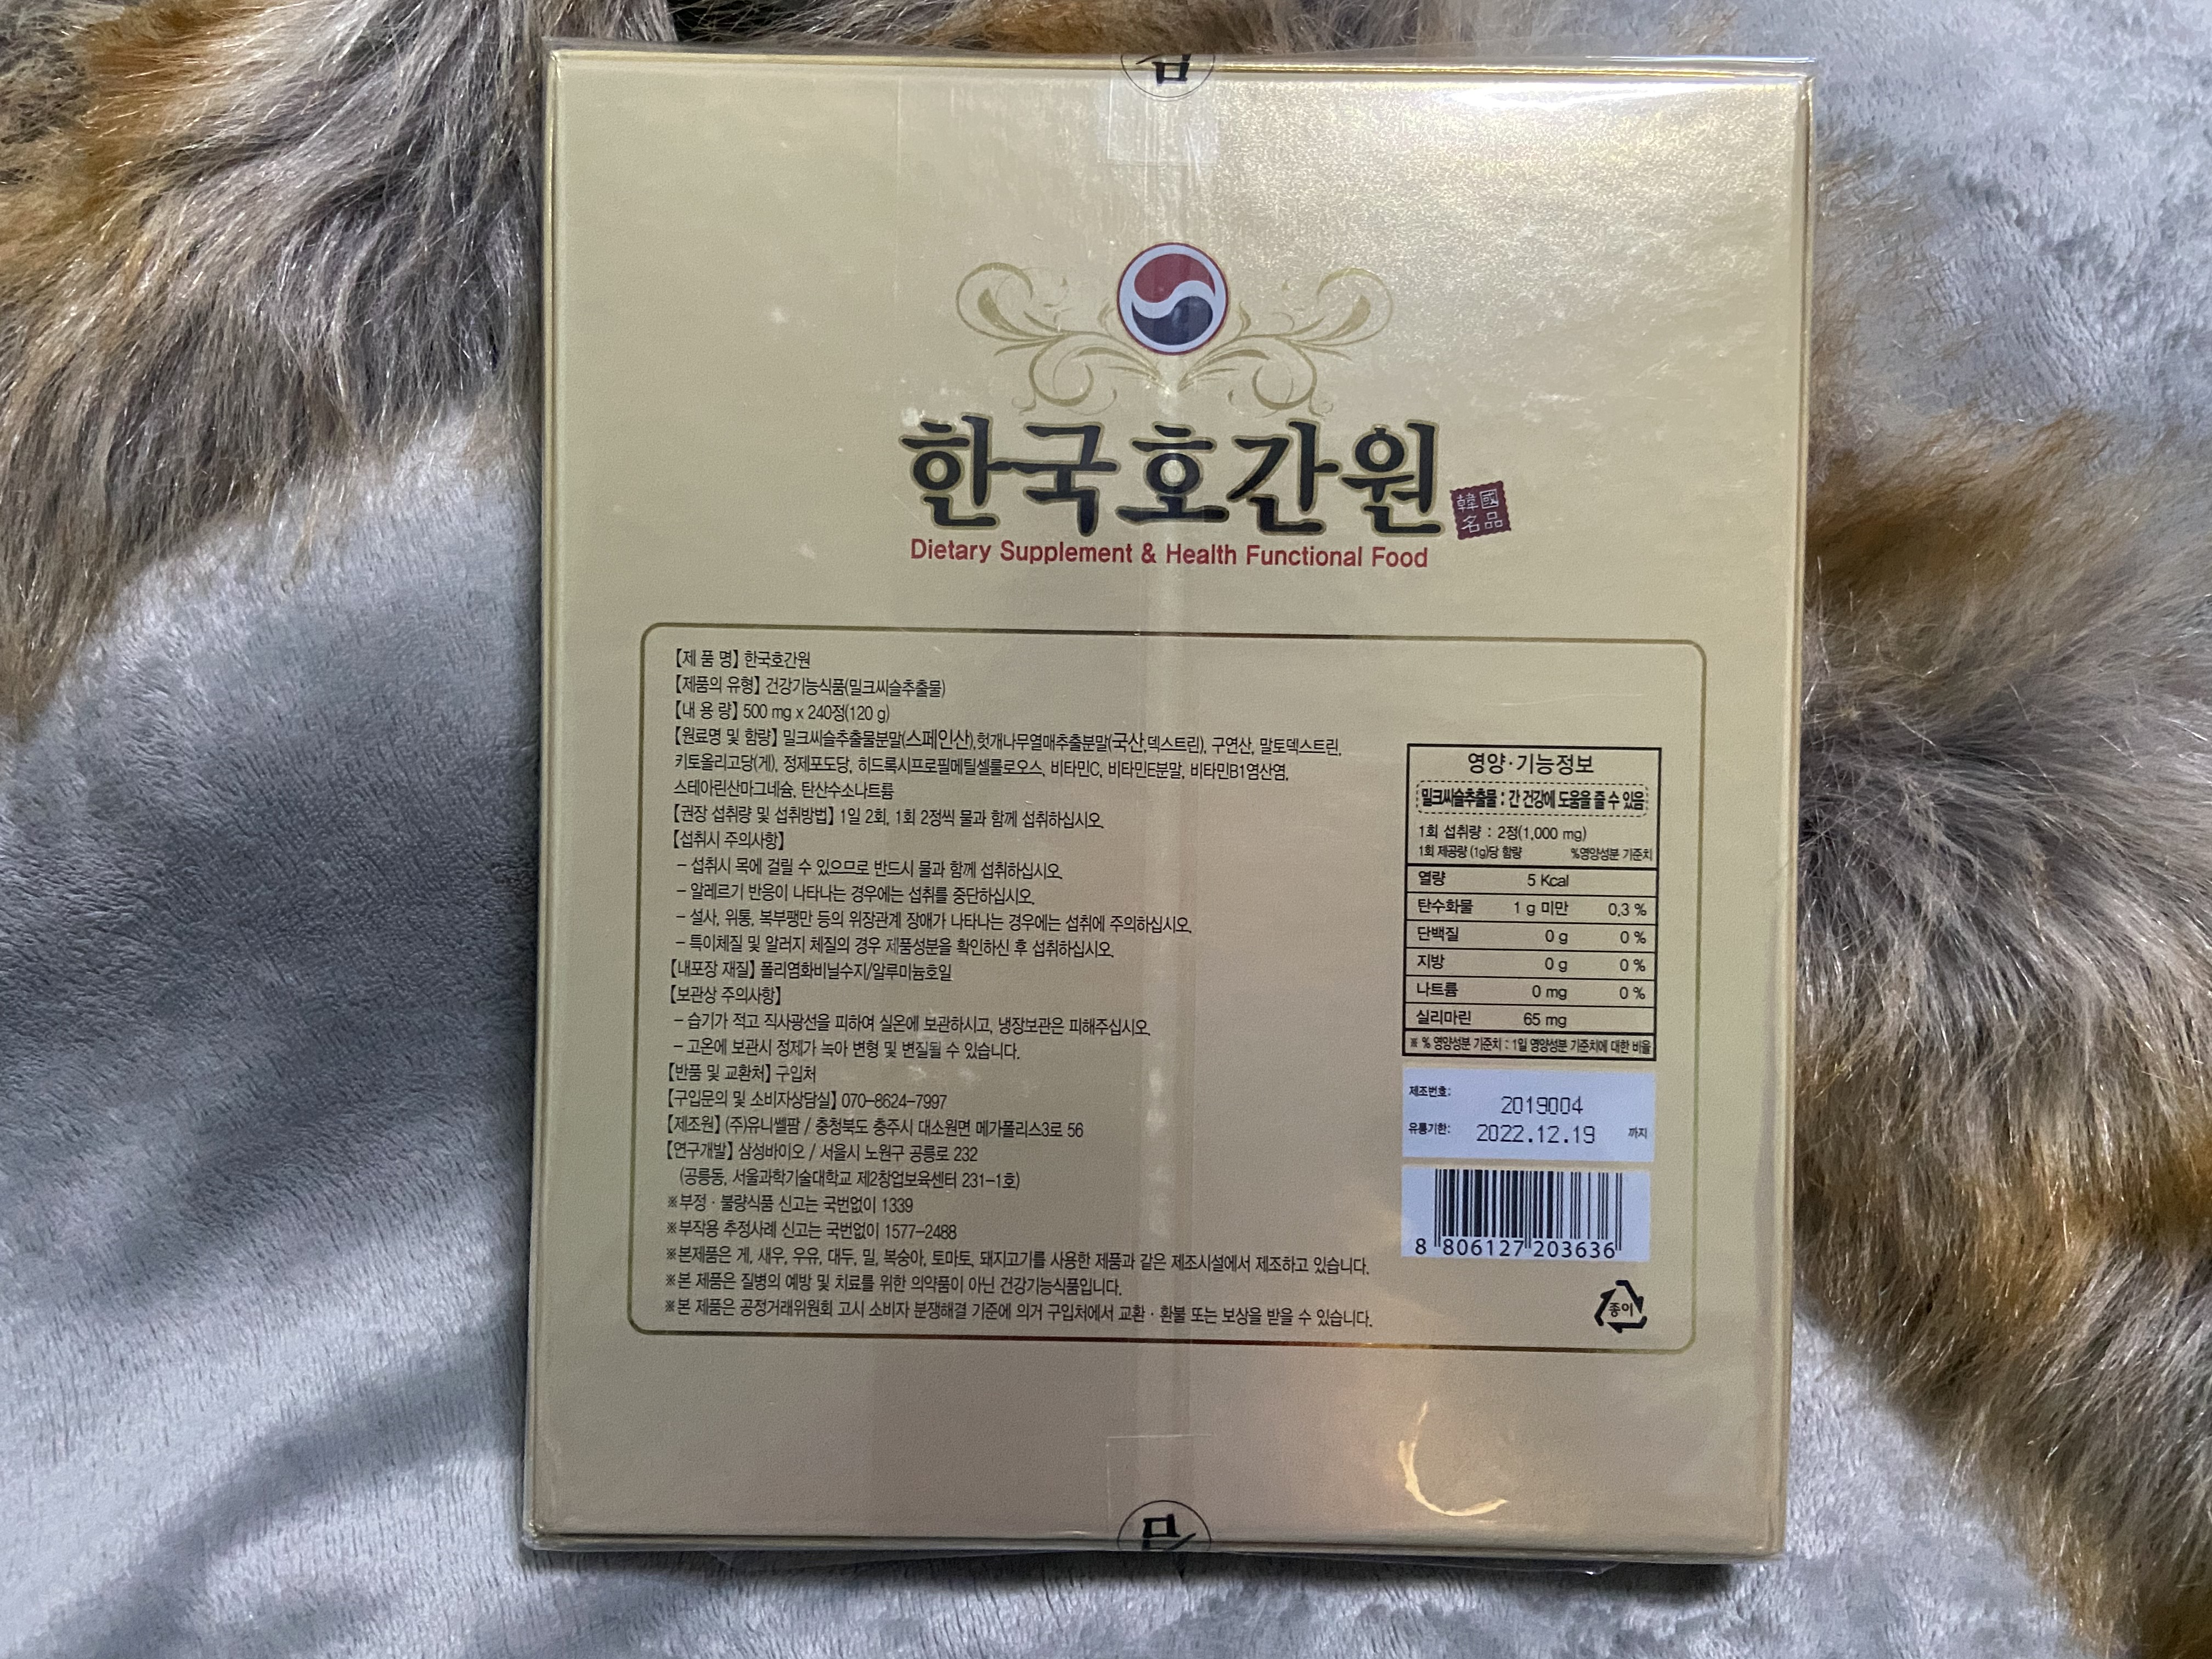 한국호간원
韓國
名品
Dietary Supplement & Health Functional Food
【제 품 명】 한국호간원
【제품의 유형】 건강기능식품(밀크씨슬추출물)
【내 용 량】 500 mg x 240정(120 g)
【원료명 및 함량】 밀크씨슬추출물분말(스페인산),헛개나무열매추출분말(국산,덱스트린), 구연산, 말토덱스트린,
키토올리고당(게), 정제포도당, 히드록시프로필메틸셀룰로오스, 비타민C, 비타민E분말, 비타민B1염산염,
스테아린산마그네슘, 탄산수소나트륨
【권장 섭취량 및 섭취방법】 1일 2회, 1회 2정씩 물과 함께 섭취하십시오.
【섭취시 주의사항】
- 섭취시 목에 걸릴 수 있으므로 반드시 물과 함께 섭취하십시오.
- 알레르기 반응이 나타나는 경우에는 섭취를 중단하십시오.
- 설사, 위통, 복부팽만 등의 위장관계 장애가 나타나는 경우에는 섭취에 주의하십시오.
- 특이체질 및 알러지 체질의 경우 제품성분을 확인하신 후 섭취하십시오.
【내포장 재질】 폴리염화비닐수지/알루미늄호일
【보관상 주의사항】
- 습기가 적고 직사광선을 피하여 실온에 보관하시고, 냉장보관은 피해주십시오.
- 고온에 보관시 정제가 녹아 변형 및 변질될 수 있습니다.
【반품 및 교환처】 구입처
【구입문의 및 소비자상담실】 070-8624-7997
【제조원】 (주)유니쎌팜 / 충청북도 충주시 대소원면 메가폴리스3로 56
【연구개발】 삼성바이오 / 서울시 노원구 공릉로 232
(공릉동, 서울과학기술대학교 제2창업보육센터 231-1호)
※부정 · 불량식품 신고는 국번없이 1339
※부작용 추정사례 신고는 국번없이 1577-2488
※본제품은 게, 새우, 우유, 대두, 밀, 복숭아, 토마토, 돼지고기를 사용한 제품과 같은 제조시설에서 제조하고 있습니다.
※본 제품은 질병의 예방 및 치료를 위한 의약품이 아닌 건강기능식품입니다.
※본 제품은 공정거래위원회 고시 소비자 분쟁해결 기준에 의거 구입처에서 교환 · 환불 또는 보상을 받을 수 있습니다.
영양·기능정보
밀크씨슬추출물 : 간 건강에 도움을 줄 수 있음
1회 섭취량 : 2정(1,000 mg)
1회 제공량 (1g)당 함량 %영양성분 기준치
열량 5 Kcal
탄수화물 1 g 미만 0.3 %
단백질 0 g 0 %
지방 0 g 0 %
나트륨 0 mg 0 %
실리마린 65 mg
※ % 영양성분 기준치 : 1일 영양성분 기준치에 대한 비율
제조번호: 2019004
유통기한: 2022.12.19 까지
8 806127 203636
종이